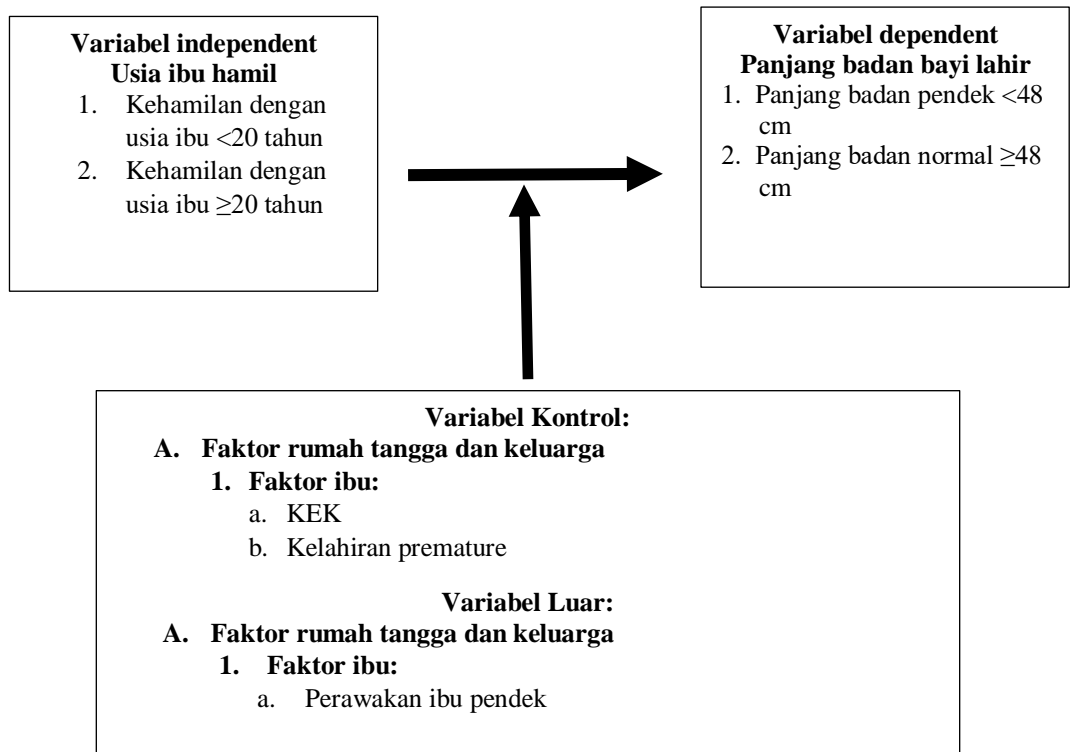 Variabel independent
Usia ibu hamil
1. Kehamilan dengan
usia ibu <20 tahun
2. Kehamilan dengan
usia ibu ≥20 tahun
Variabel dependent
Panjang badan bayi lahir
1. Panjang badan pendek <48
cm
2. Panjang badan normal ≥48
cm
Variabel Kontrol:
A. Faktor rumah tangga dan keluarga
1. Faktor ibu:
a. KEK
b. Kelahiran premature
Variabel Luar:
A. Faktor rumah tangga dan keluarga
1. Faktor ibu:
a. Perawakan ibu pendek